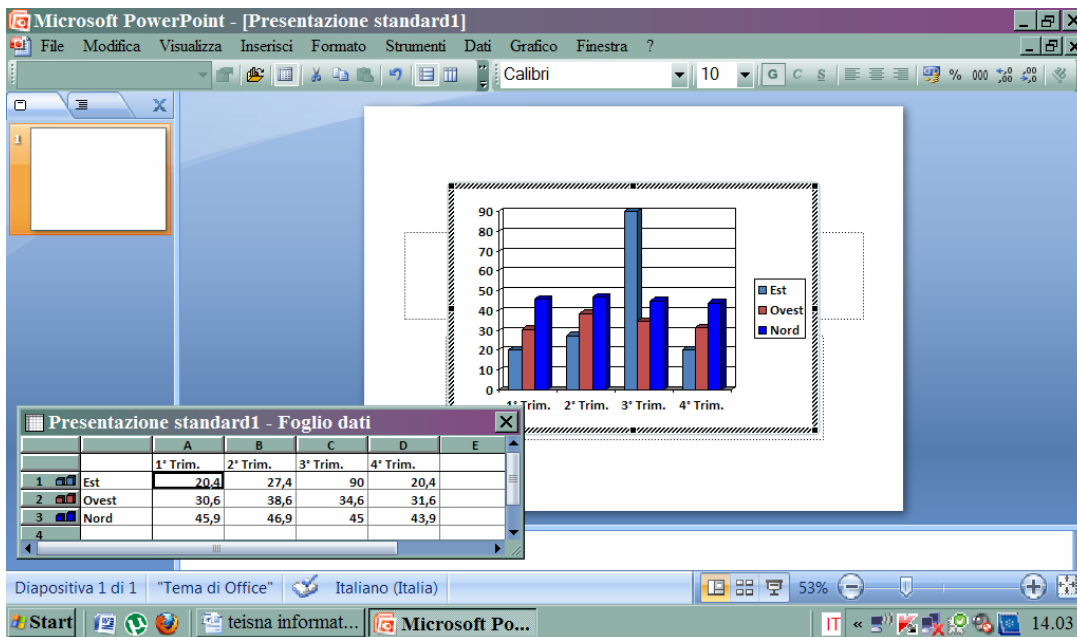 Microsoft PowerPoint - [Presentazione standard1]
File Modifica Visualizza Inserisci Formato Strumenti Dati Grafico Finestra ?
Calibri 10 G C S % 000
1
90
80
70
60
50
40
30
20
10
0
1° Trim. 2° Trim. 3° Trim. 4° Trim.
Est
Ovest
Nord
Presentazione standard1 - Foglio dati
A B C D E
1° Trim. 2° Trim. 3° Trim. 4° Trim.
1 Est 20,4 27,4 90 20,4
2 Ovest 30,6 38,6 34,6 31,6
3 Nord 45,9 46,9 45 43,9
4
Diapositiva 1 di 1 "Tema di Office" Italiano (Italia) 53%
Start teisna informat... Microsoft Po... IT « 14.03